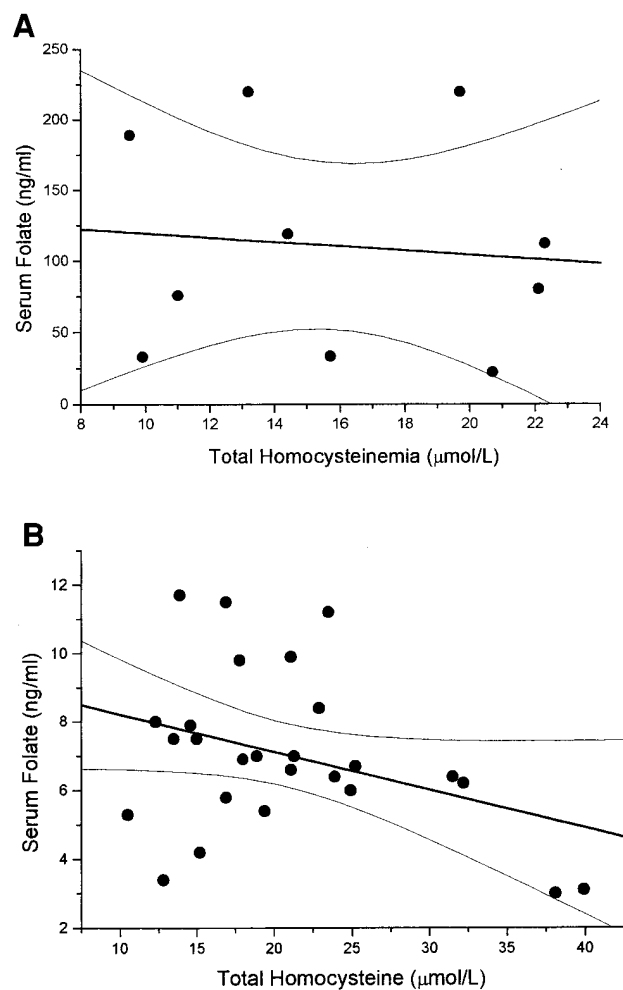 A
250
200
150
100
50
0
Serum Folate (ng/ml)
8 10 12 14 16 18 20 22 24
Total Homocysteinemia (μmol/L)
B
12
10
8
6
4
2
Serum Folate (ng/ml)
10 15 20 25 30 35 40
Total Homocysteine (μmol/L)